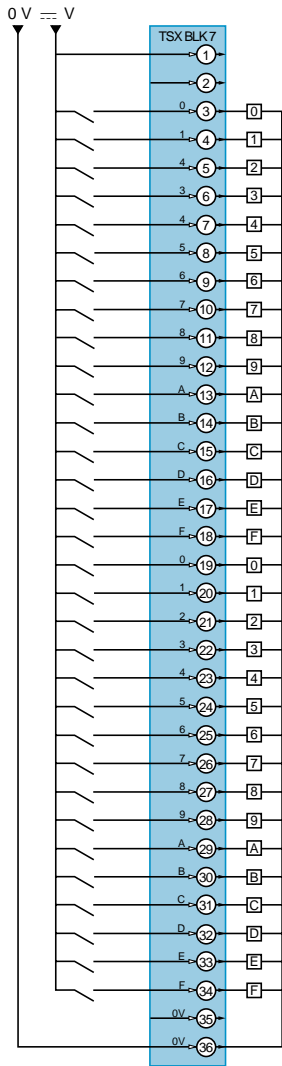 0 V ⎓ V
TSX BLK 7
1
2
0 3 0
1 4 1
4 5 2
3 6 3
4 7 4
5 8 5
6 9 6
7 10 7
8 11 8
9 12 9
A 13 A
B 14 B
C 15 C
D 16 D
E 17 E
F 18 F
0 19 0
1 20 1
2 21 2
3 22 3
4 23 4
5 24 5
6 25 6
7 26 7
8 27 8
9 28 9
A 29 A
B 30 B
C 31 C
D 32 D
E 33 E
F 34 F
0V 35
0V 36